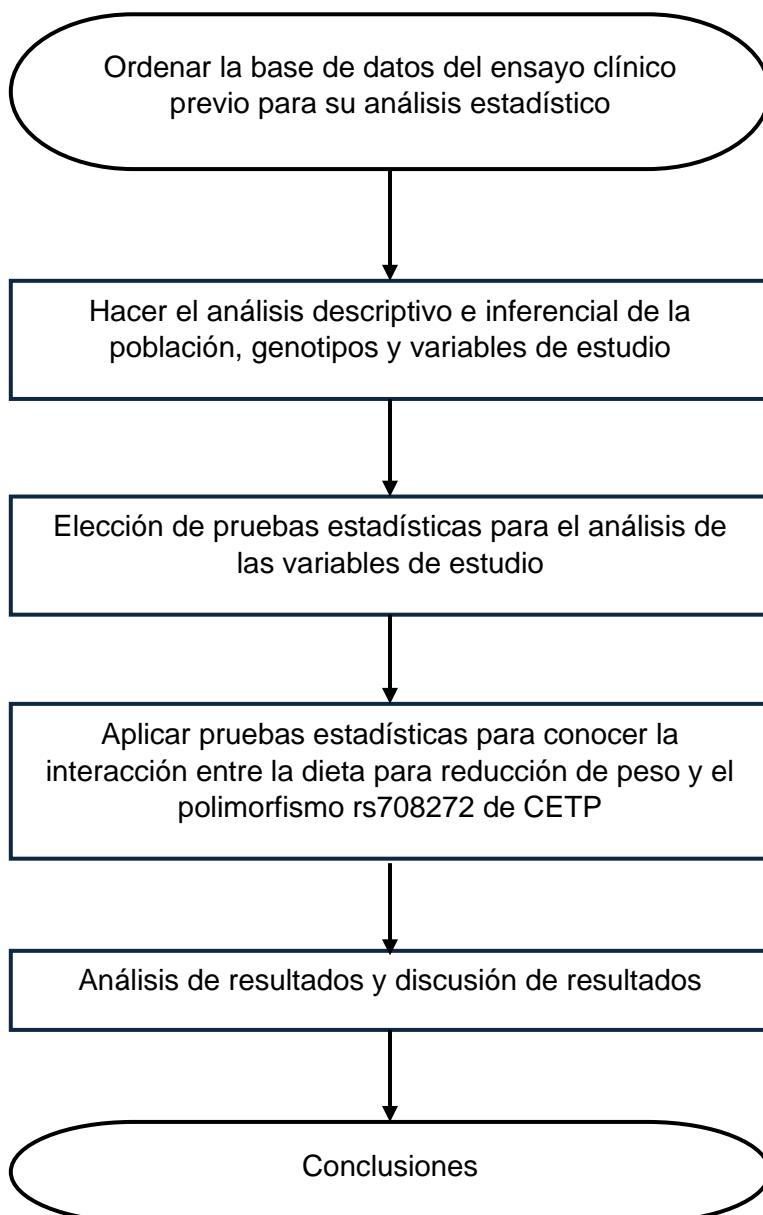 Ordenar la base de datos del ensayo clínico
previo para su análisis estadístico
Hacer el análisis descriptivo e inferencial de la
población, genotipos y variables de estudio
Elección de pruebas estadísticas para el análisis de
las variables de estudio
Aplicar pruebas estadísticas para conocer la
interacción entre la dieta para reducción de peso y el
polimorfismo rs708272 de CETP
Análisis de resultados y discusión de resultados
Conclusiones